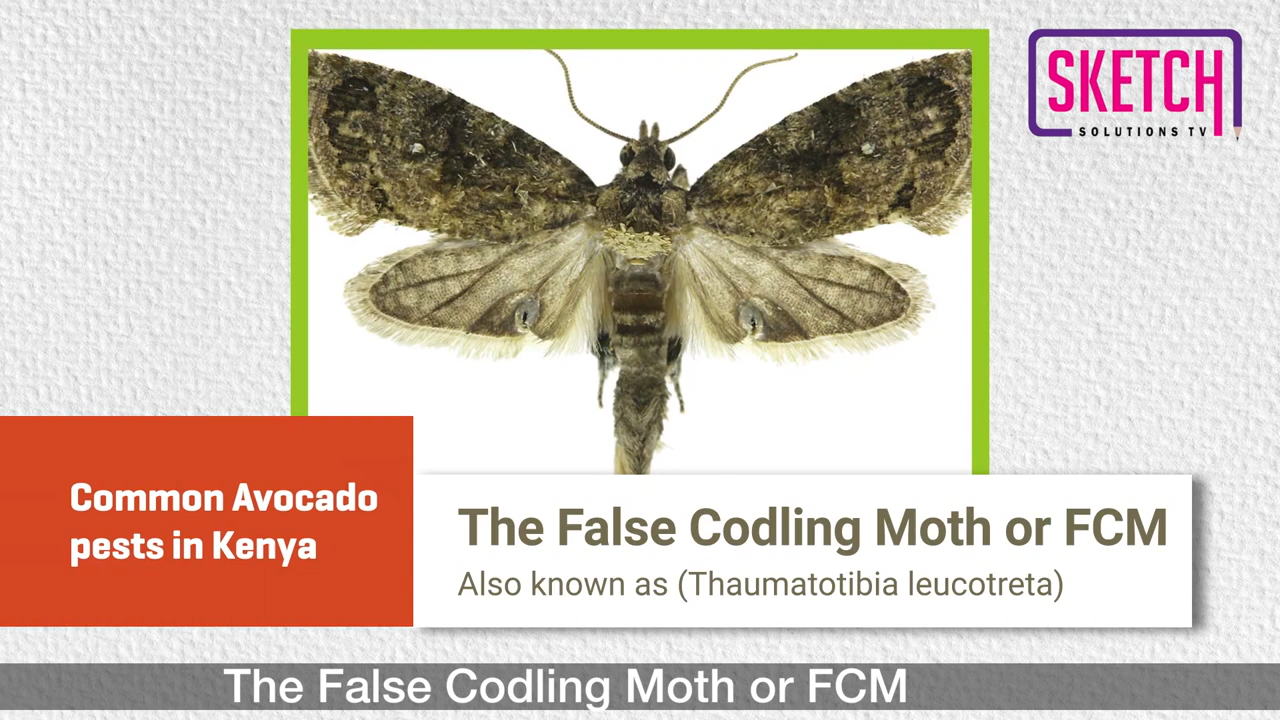 SKETCH
SOLUTIONS TV
Common Avocado
pests in Kenya
The False Codling Moth or FCM
Also known as (Thaumatotibia leucotreta)
The False Codling Moth or FCM